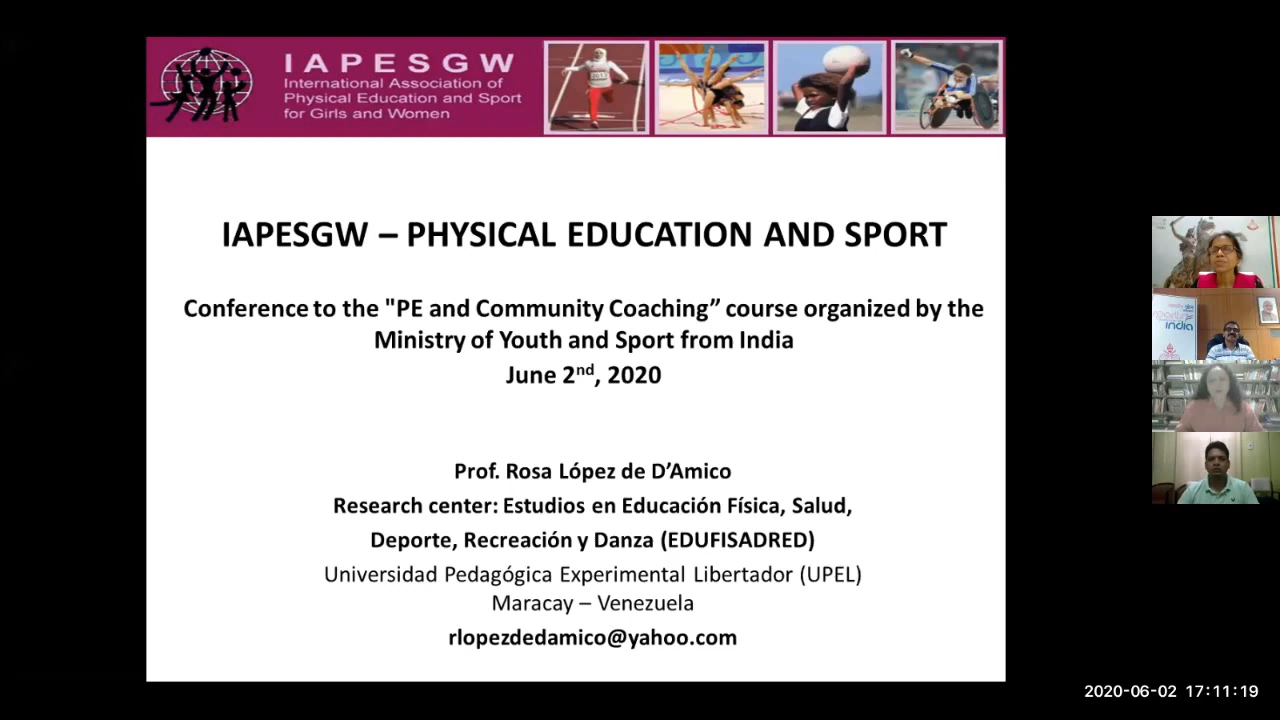 IAPESGW
International Association of
Physical Education and Sport
for Girls and Women
IAPESGW – PHYSICAL EDUCATION AND SPORT
Conference to the "PE and Community Coaching” course organized by the
Ministry of Youth and Sport from India
June 2nd, 2020
Prof. Rosa López de D’Amico
Research center: Estudios en Educación Física, Salud,
Deporte, Recreación y Danza (EDUFISADRED)
Universidad Pedagógica Experimental Libertador (UPEL)
Maracay – Venezuela
rlopezdedamico@yahoo.com
india
2020-06-02 17:11:19